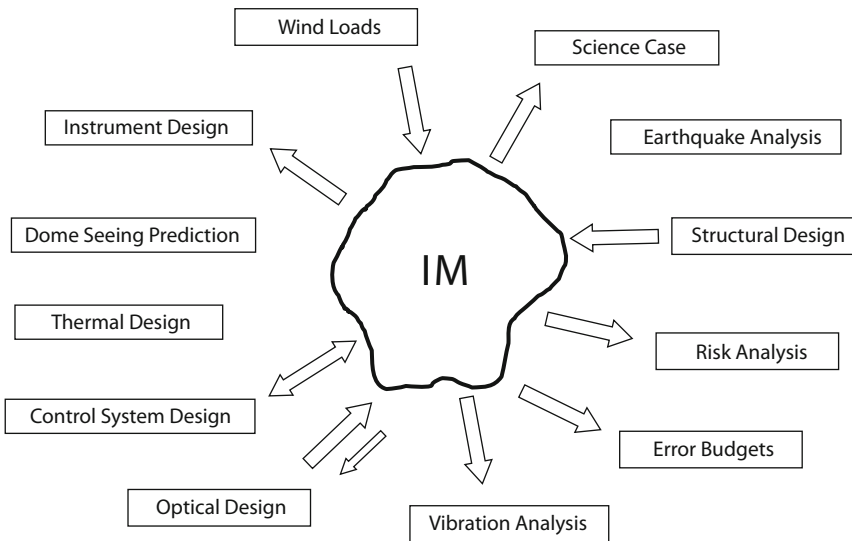 Wind Loads
Science Case
Instrument Design
Earthquake Analysis
Dome Seeing Prediction
Structural Design
IM
Thermal Design
Risk Analysis
Control System Design
Error Budgets
Optical Design
Vibration Analysis